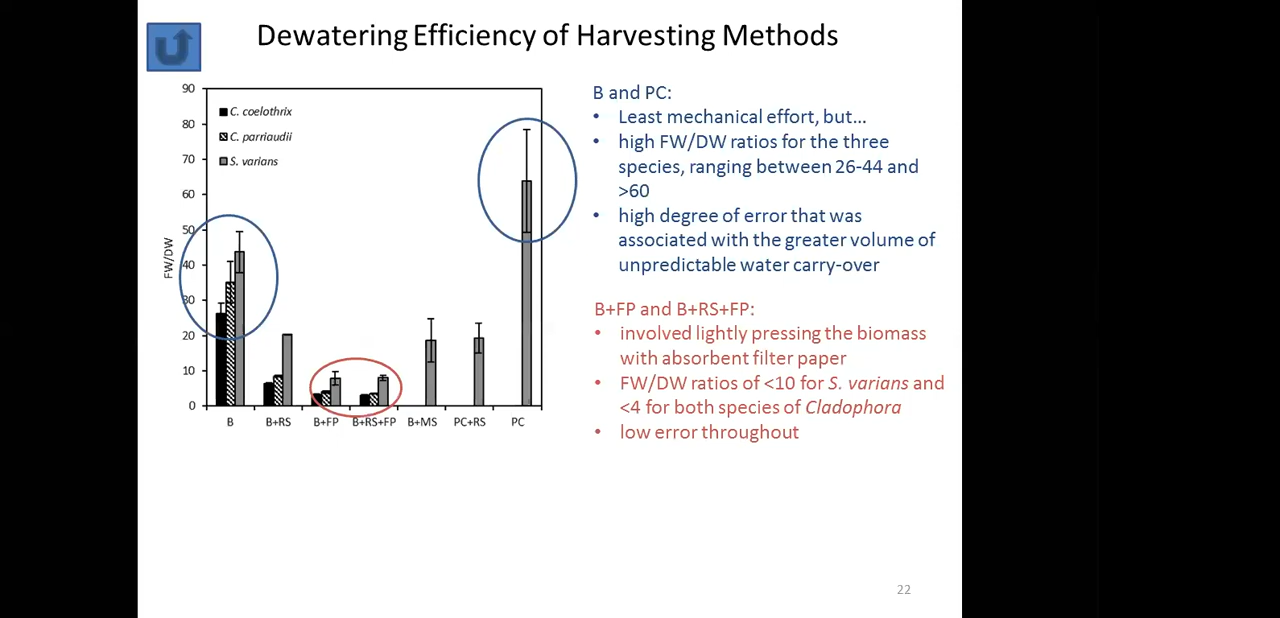 Dewatering Efficiency of Harvesting Methods
90
80
70
60
50
40
30
20
10
0
FW/DW
C. coelothrix
C. parriaudii
S. varians
B
B+RS
B+FP
B+RS+FP
B+MS
PC+RS
PC
B and PC:
• Least mechanical effort, but…
• high FW/DW ratios for the three
species, ranging between 26-44 and
>60
• high degree of error that was
associated with the greater volume of
unpredictable water carry-over
B+FP and B+RS+FP:
• involved lightly pressing the biomass
with absorbent filter paper
• FW/DW ratios of <10 for S. varians and
<4 for both species of Cladophora
• low error throughout
22